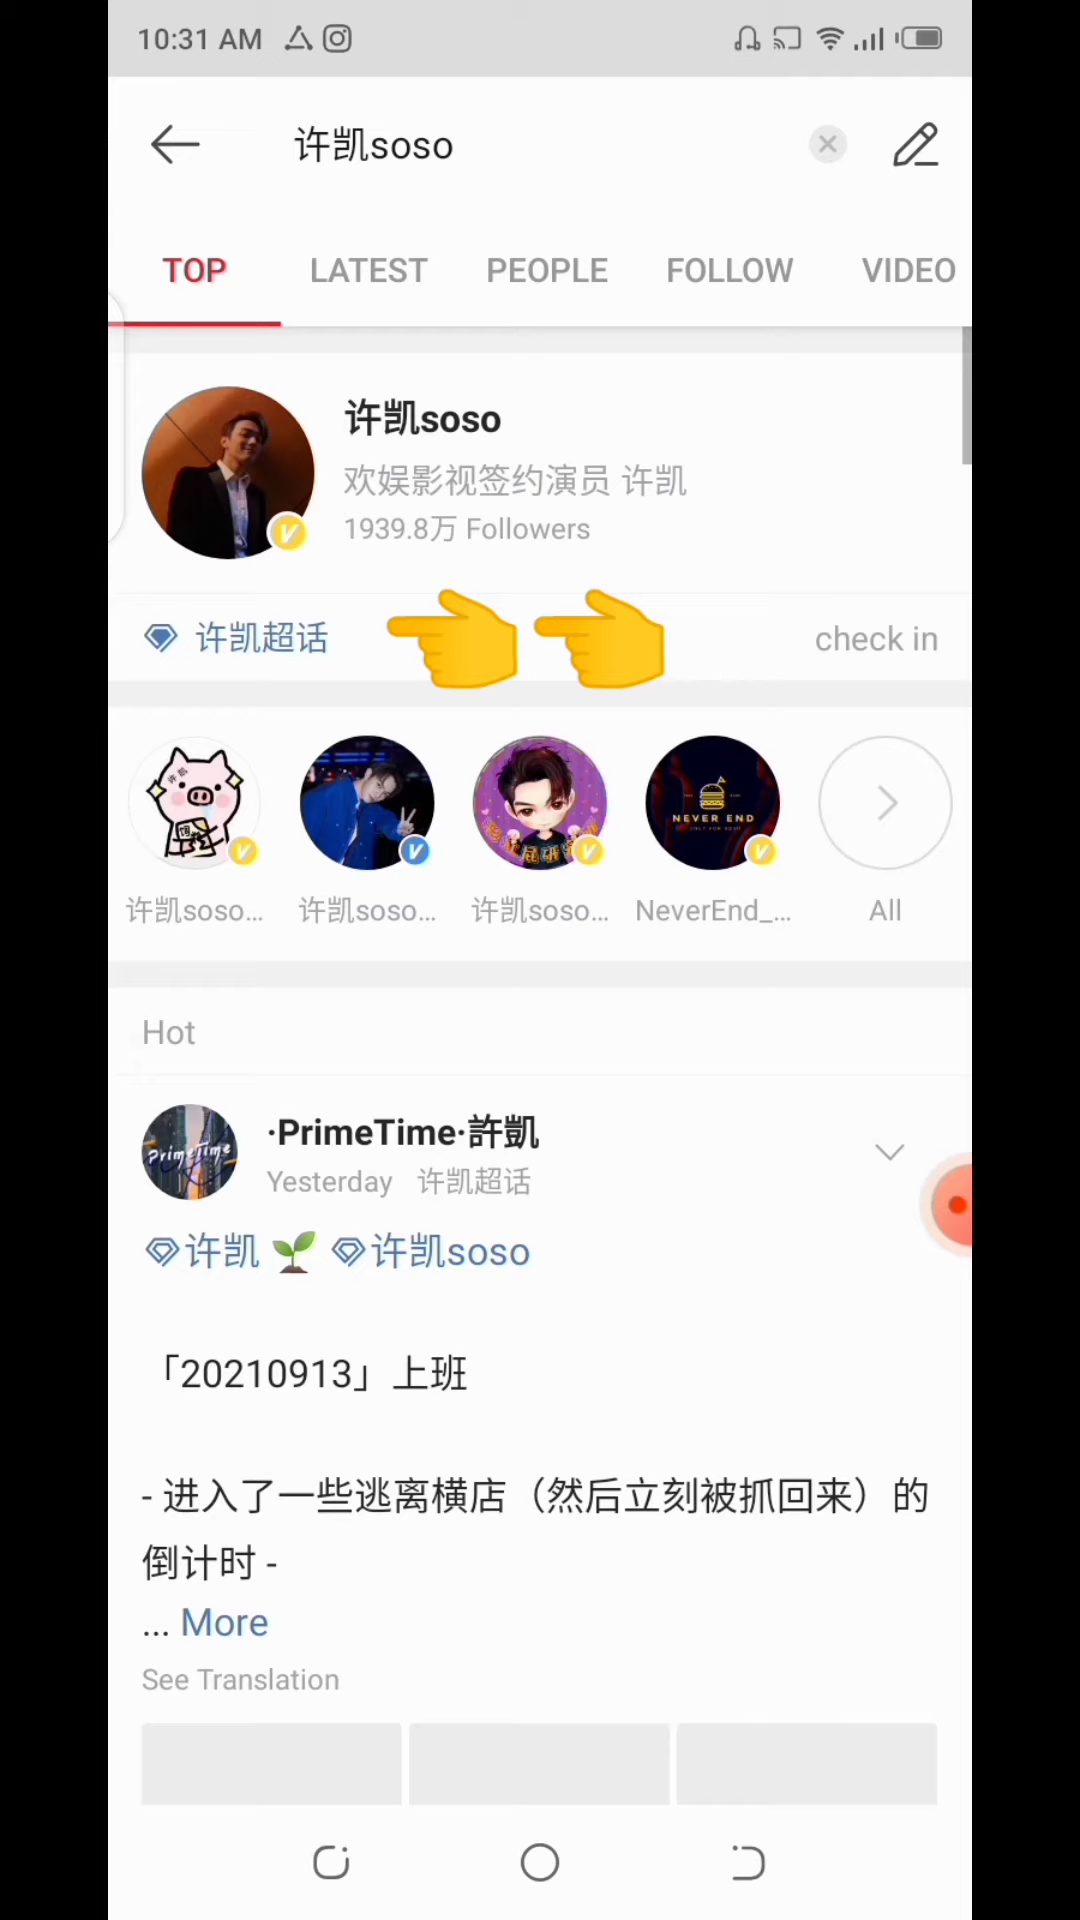 10:31 AM
许凯soso
TOP LATEST PEOPLE FOLLOW VIDEO
许凯soso
欢娱影视签约演员 许凯
1939.8万 Followers
许凯超话
check in
许凯soso... 许凯soso... 许凯soso... NeverEnd_... All
NEVER END
Hot
PrimeTime
·PrimeTime·許凱
Yesterday 许凯超话
许凯 许凯soso
「20210913」上班
- 进入了一些逃离横店（然后立刻被抓回来）的
倒计时 -
... More
See Translation